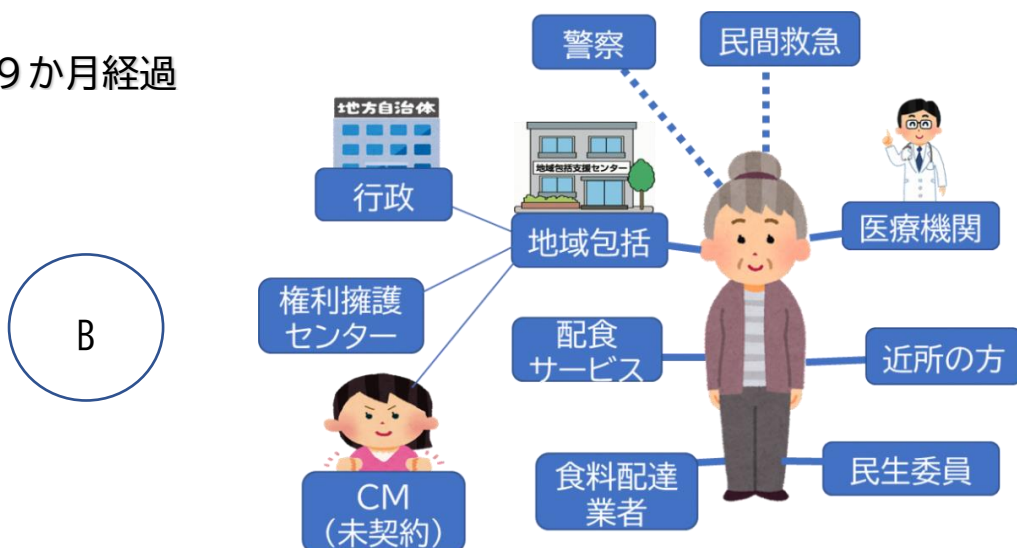 9か月経過
警察
民間救急
地方自治体
行政
地域包括支援センター
地域包括
医療機関
権利擁護
センター
B
配食
サービス
近所の方
CM
(未契約)
食料配達
業者
民生委員